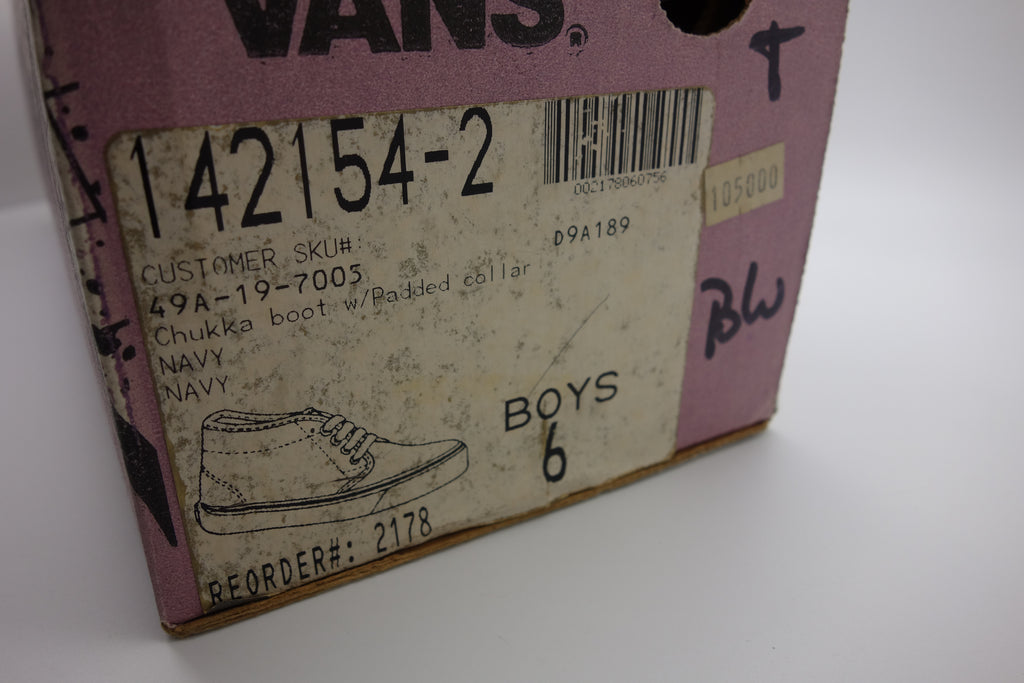 VANS®
T
142154-2
002178060756
105000
D9A189
CUSTOMER SKU#:
49A-19-7005
Chukka boot w/Padded collar
NAVY
NAVY
BW
BOYS
6
REORDER#: 2178